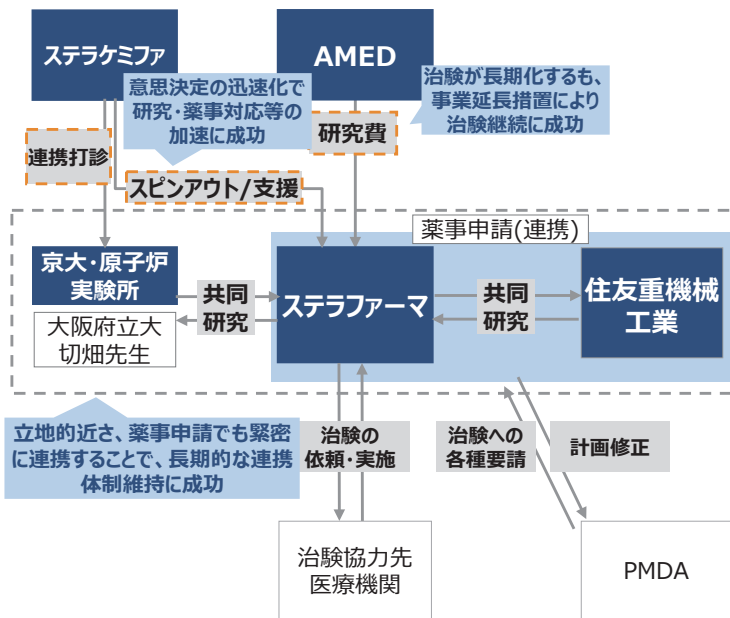 ステラケミファ
AMED
意思決定の迅速化で
研究・薬事対応等の
加速に成功
治験が長期化するも、
事業延長措置により
治験継続に成功
連携打診
研究費
スピンアウト/支援
薬事申請(連携)
京大・原子炉
実験所
共同
研究
ステラファーマ
共同
研究
住友重機械
工業
大阪府立大
切畑先生
立地的近さ、薬事申請でも緊密
に連携することで、長期的な連携
体制維持に成功
治験の
依頼・実施
治験への
各種要請
計画修正
治験協力先
医療機関
PMDA